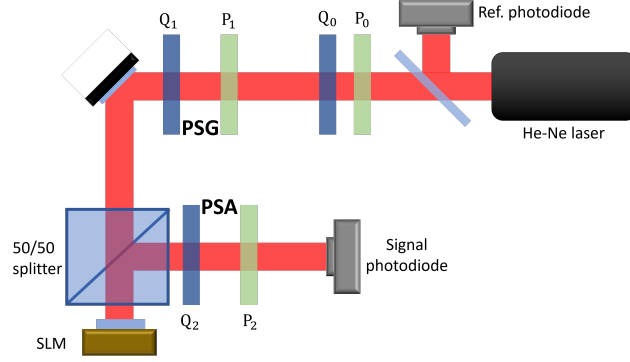 Ref. photodiode
Q₁
P₁
Q₀
P₀
PSG
He-Ne laser
PSA
50/50
splitter
Signal
photodiode
Q₂
P₂
SLM